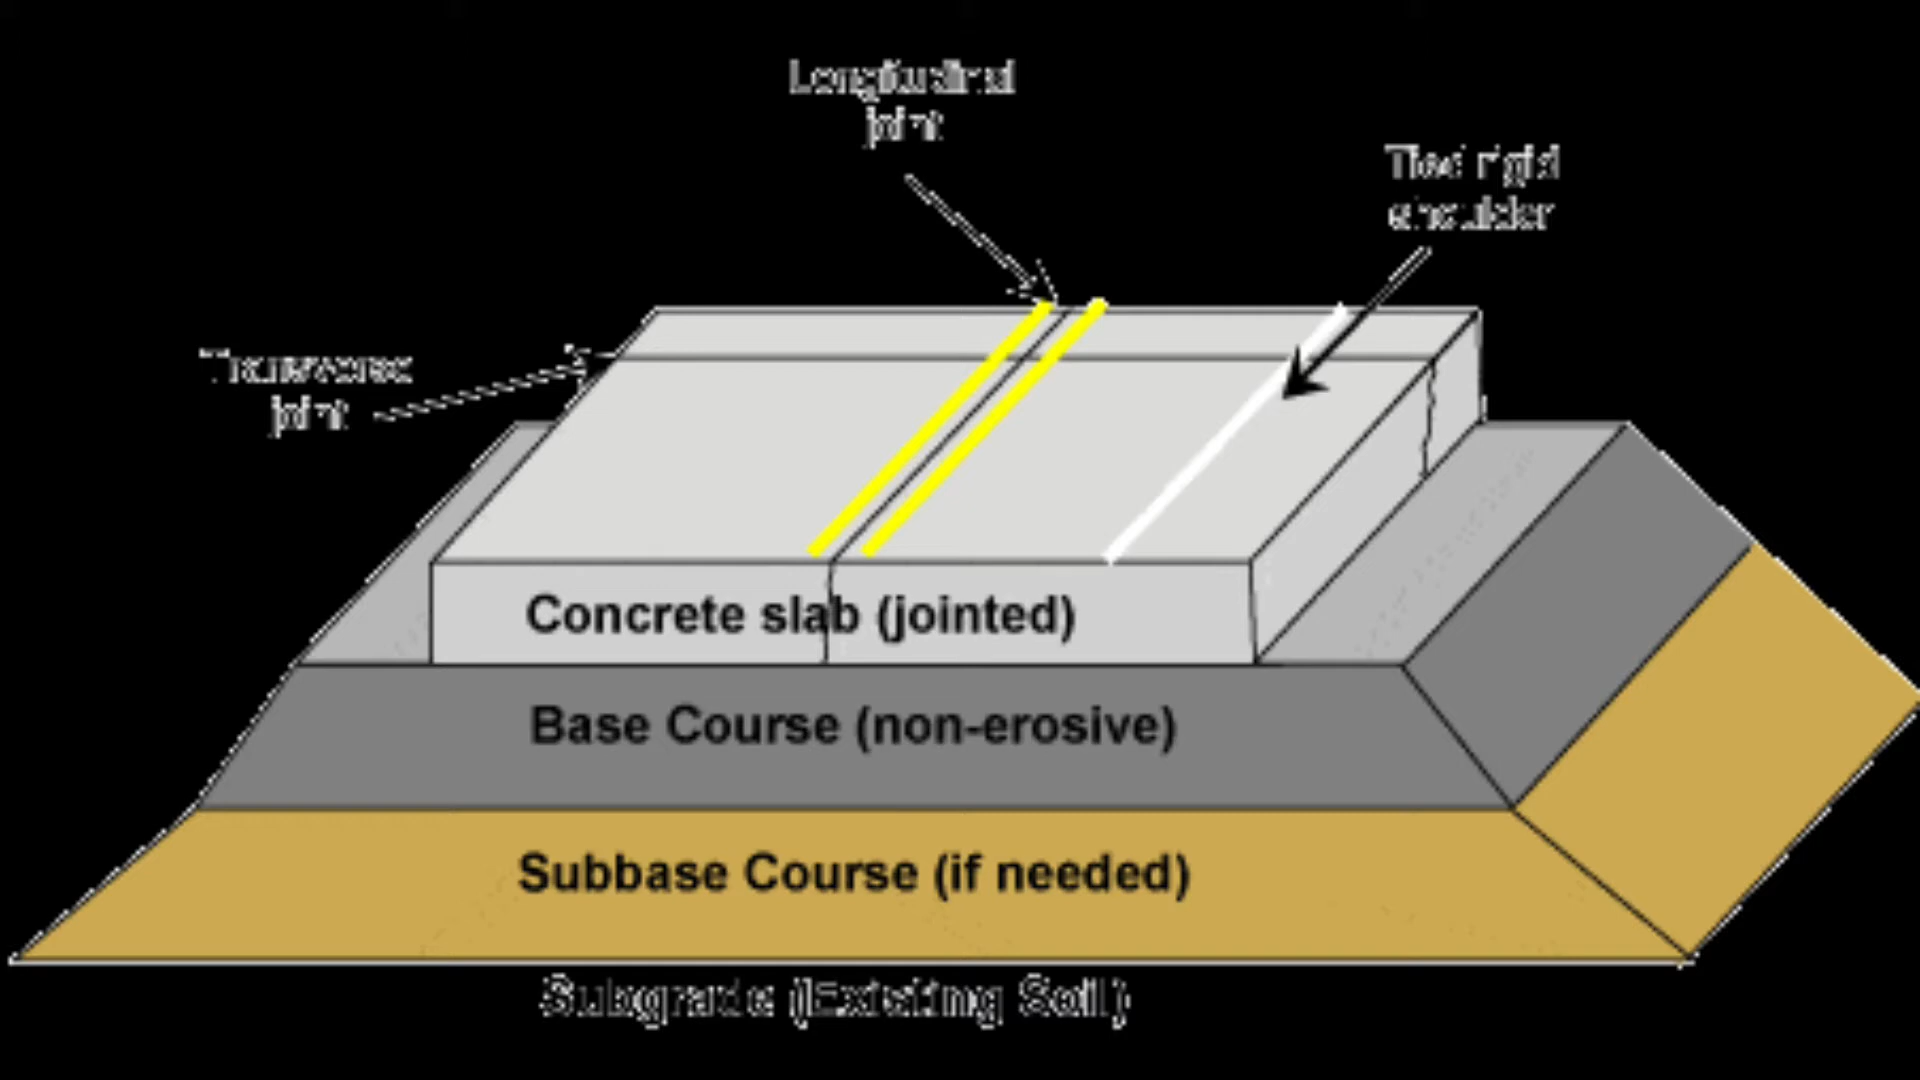 Longitudinal
joint
Tied rigid
shoulder
Transverse
joint
Concrete slab (jointed)
Base Course (non-erosive)
Subbase Course (if needed)
Subgrade (Existing Soil)